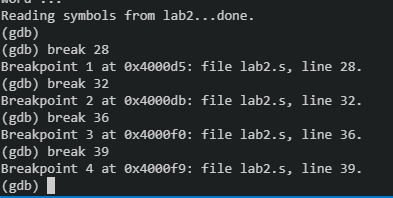 word ...
Reading symbols from lab2...done.
(gdb)
(gdb) break 28
Breakpoint 1 at 0x4000d5: file lab2.s, line 28.
(gdb) break 32
Breakpoint 2 at 0x4000db: file lab2.s, line 32.
(gdb) break 36
Breakpoint 3 at 0x4000f0: file lab2.s, line 36.
(gdb) break 39
Breakpoint 4 at 0x4000f9: file lab2.s, line 39.
(gdb)